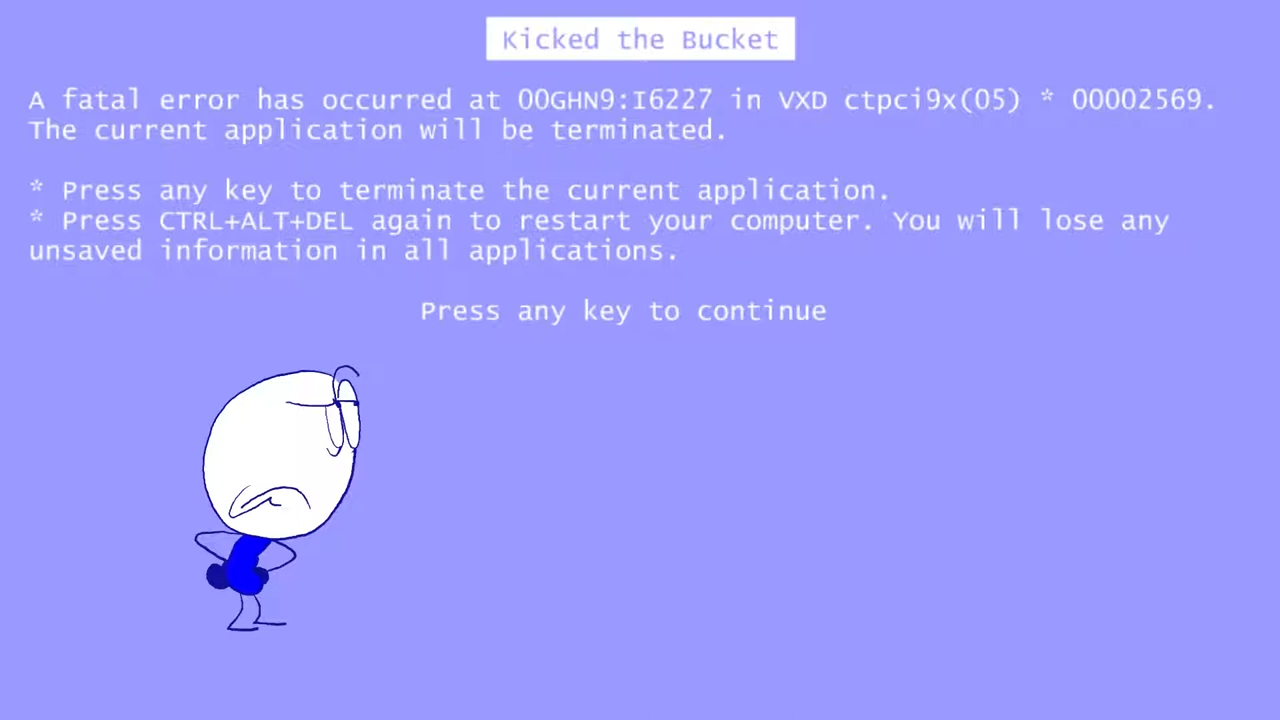 Kicked the Bucket
A fatal error has occurred at 00GHN9:I6227 in VXD ctpci9x(05) * 00002569.
The current application will be terminated.
* Press any key to terminate the current application.
* Press CTRL+ALT+DEL again to restart your computer. You will lose any
unsaved information in all applications.
Press any key to continue